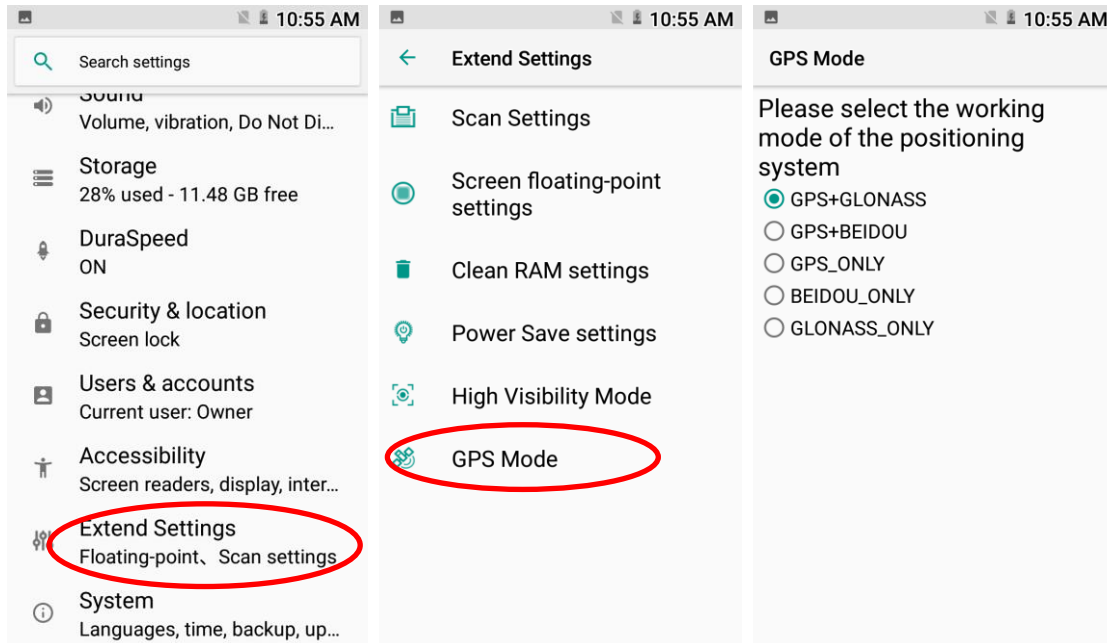 10:55 AM
Search settings
Sound
Volume, vibration, Do Not Di...
Storage
28% used - 11.48 GB free
DuraSpeed
ON
Security & location
Screen lock
Users & accounts
Current user: Owner
Accessibility
Screen readers, display, inter...
Extend Settings
Floating-point、Scan settings
System
Languages, time, backup, up...
10:55 AM
Extend Settings
Scan Settings
Screen floating-point
settings
Clean RAM settings
Power Save settings
High Visibility Mode
GPS Mode
10:55 AM
GPS Mode
Please select the working
mode of the positioning
system
GPS+GLONASS
GPS+BEIDOU
GPS_ONLY
BEIDOU_ONLY
GLONASS_ONLY